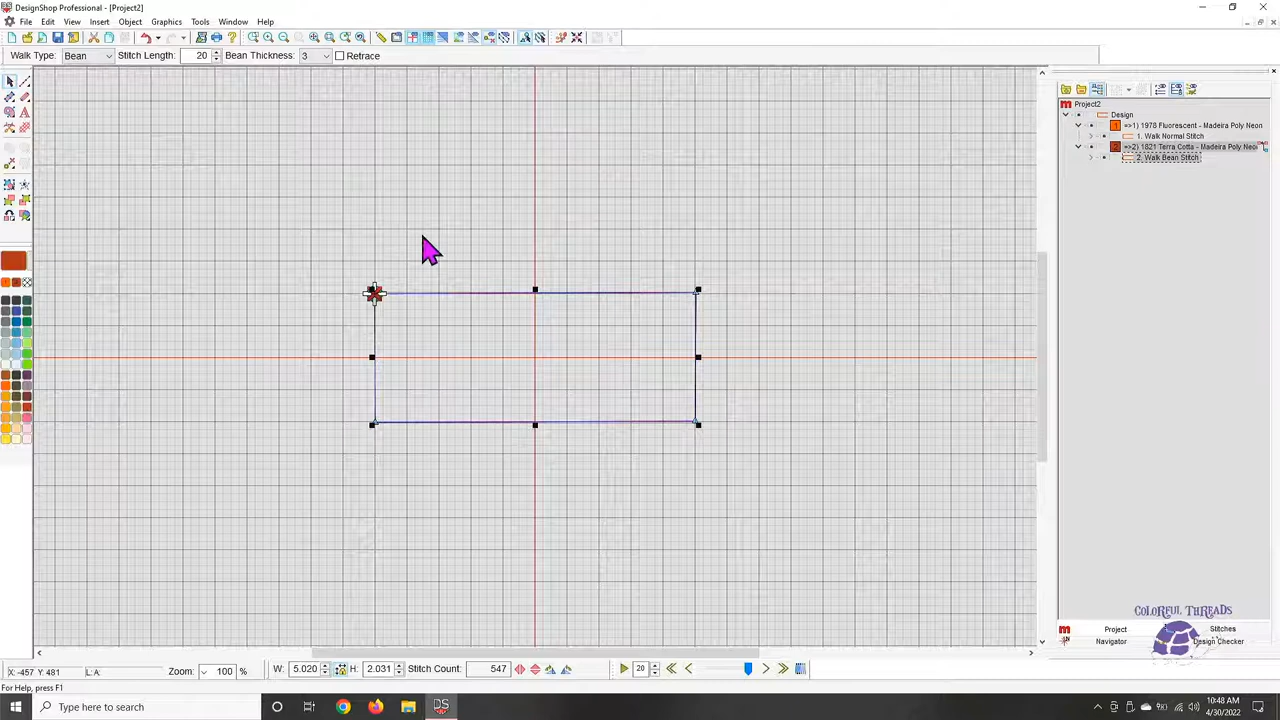 DesignShop Professional - [Project2]
File Edit View Insert Object Graphics Tools Window Help
Walk Type: Bean Stitch Length: 20 Bean Thickness: 3 Retrace
Project2
Design
=>1) 1978 Fluorescent - Madeira Poly Neon
1. Walk Normal Stitch
=>2) 1821 Terra Cotta - Madeira Poly Neon
2. Walk Bean Stitch
COLORFUL THREADS
Project Stitches
Navigator Design Checker
X: -457 Y: 481 L: A: Zoom: 100 % W: 5.020 H: 2.031 Stitch Count: 547 20
For Help, press F1
Type here to search
DS
10:48 AM
4/30/2022